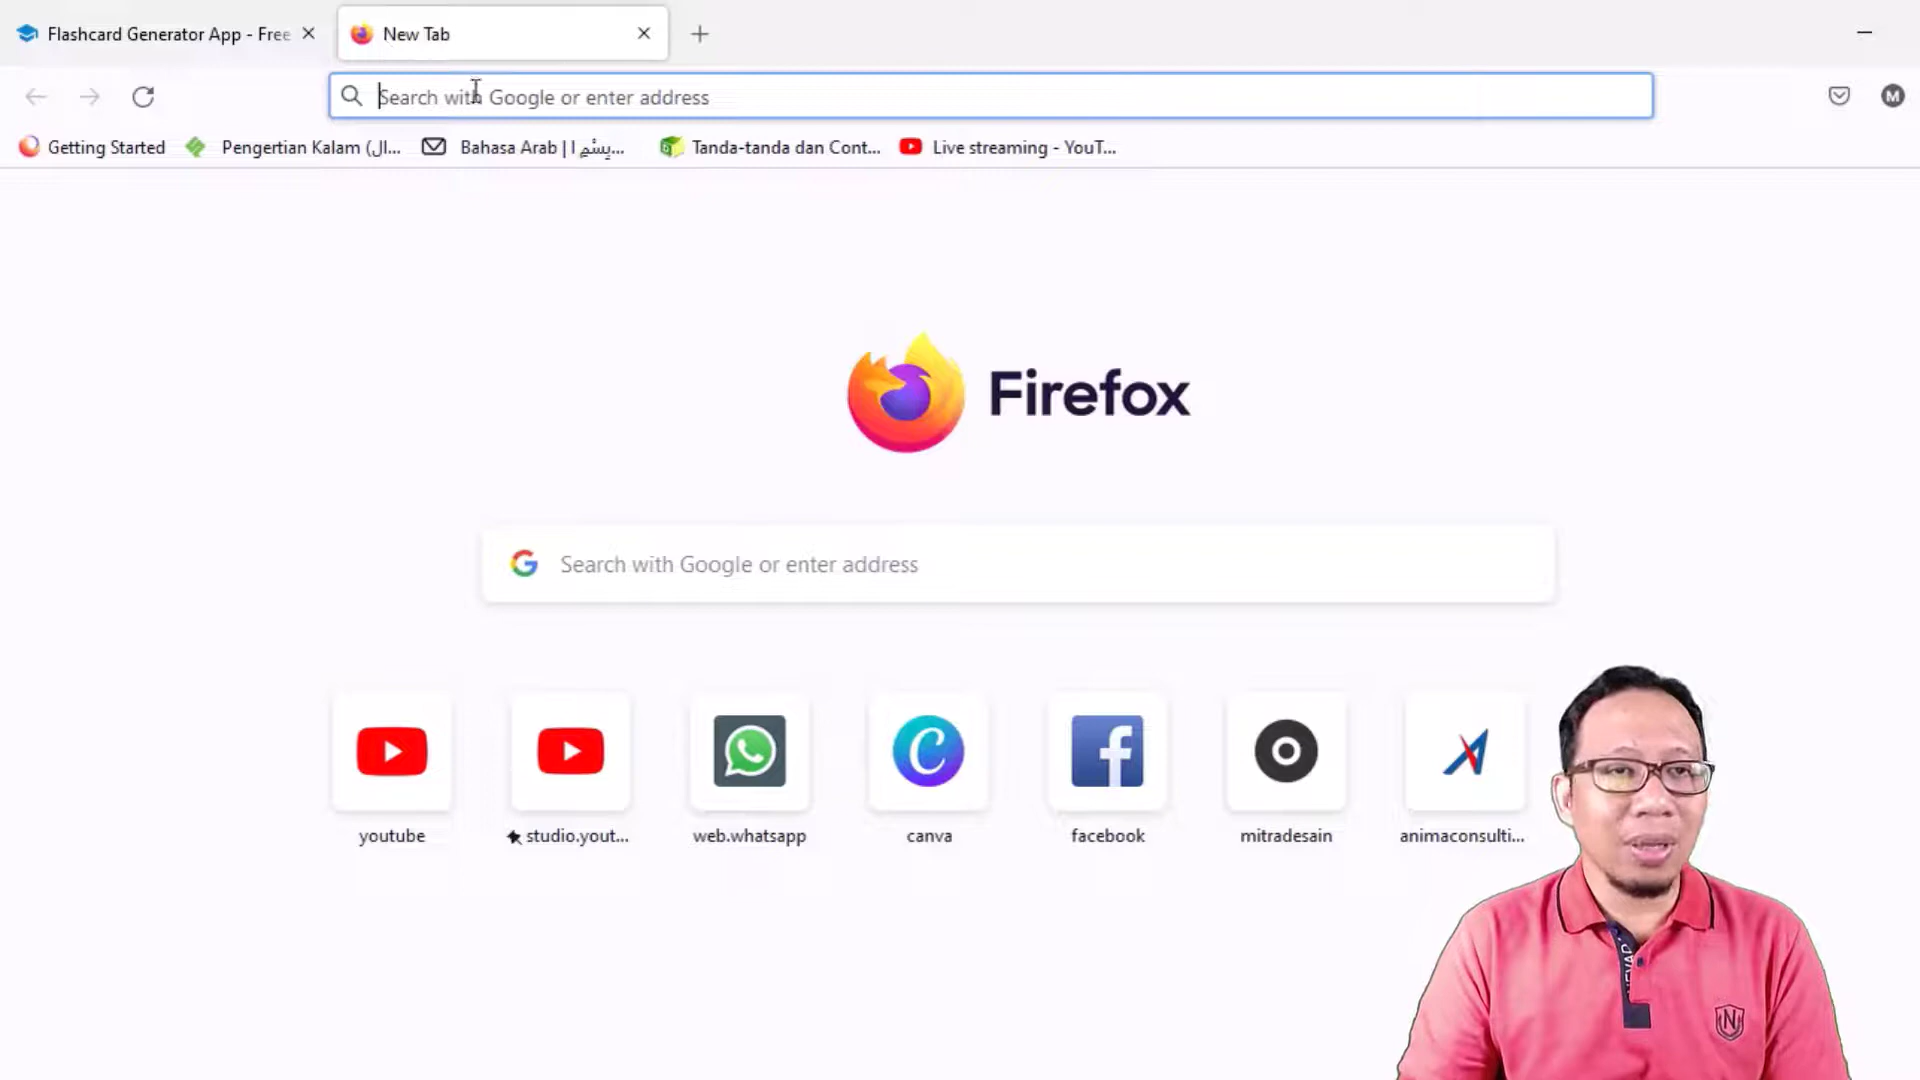 Flashcard Generator App - Free
New Tab
Search with Google or enter address
M
Getting Started
Pengertian Kalam (ال...
Bahasa Arab | بِسْمِ ا...
Tanda-tanda dan Cont...
Live streaming - YouT...
Firefox
Search with Google or enter address
youtube
studio.yout...
web.whatsapp
canva
facebook
mitradesain
animaconsulti...
N